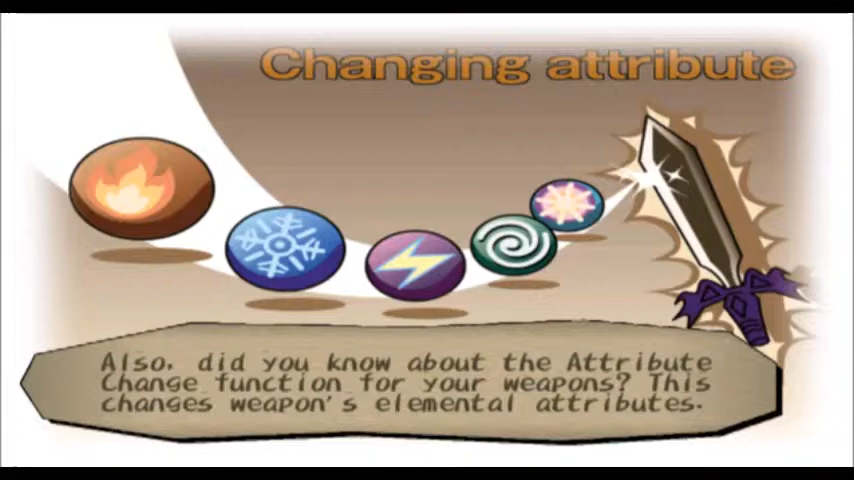 Changing attribute
Also, did you know about the Attribute
Change function for your weapons? This
changes weapon's elemental attributes.